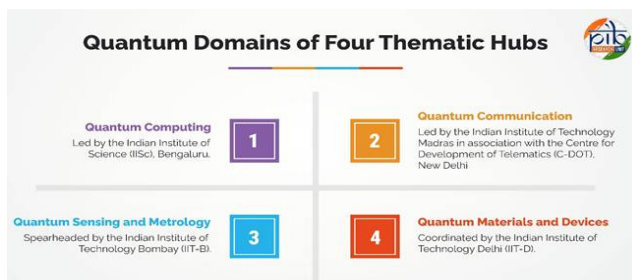 Quantum Domains of Four Thematic Hubs
pib
RESEARCH UNIT
Quantum Computing
Led by the Indian Institute of
Science (IISc), Bengaluru.
1
2
Quantum Communication
Led by the Indian Institute of Technology
Madras in association with the Centre for
Development of Telematics (C-DOT),
New Delhi
Quantum Sensing and Metrology
Spearheaded by the Indian Institute of
Technology Bombay (IIT-B).
3
4
Quantum Materials and Devices
Coordinated by the Indian Institute of
Technology Delhi (IIT-D).